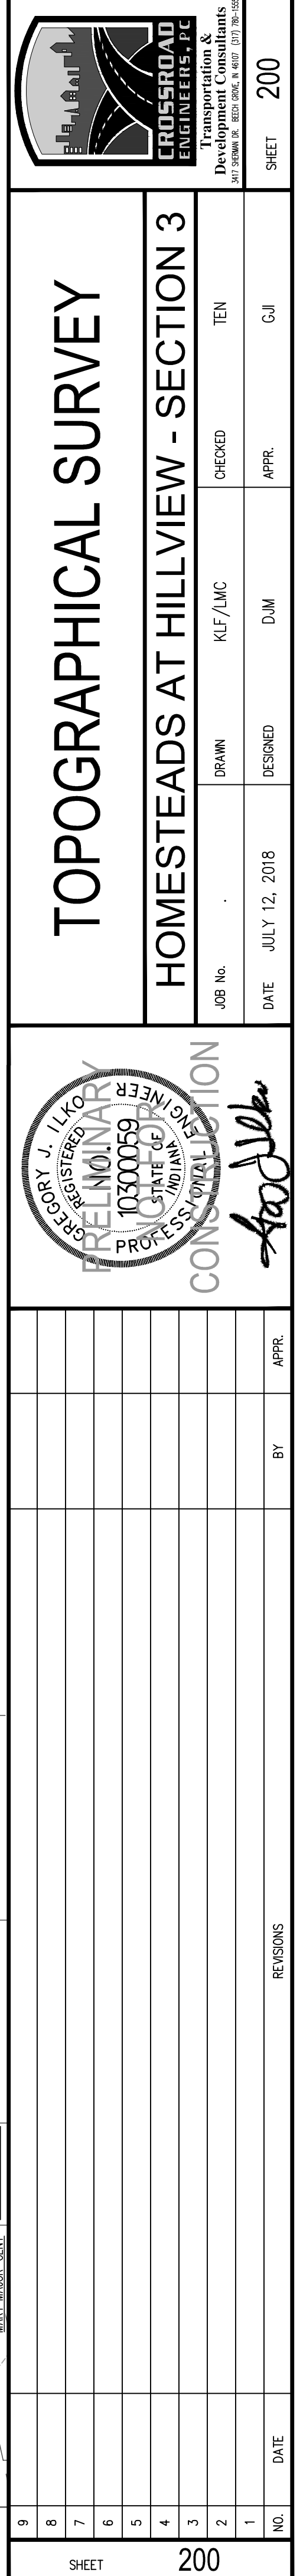 CROSSROAD
ENGINEERS, PC
Transportation &
Development Consultants
3417 SHERMAN DR. BEECH GROVE, IN 46107 (317) 780-155
SHEET 200
TOPOGRAPHICAL SURVEY
HOMESTEADS AT HILLVIEW - SECTION 3
JOB No. .
DRAWN KLF/LMC
CHECKED TEN
DATE JULY 12, 2018
DESIGNED DJM
APPR. GJI
GREGORY J. ILKO
REGISTERED
NO.
10300059
STATE OF
INDIANA
PROFESSIONAL ENGINEER
PRELIMINARY
NOT FOR
CONSTRUCTION
9
8
7
6
5
4
3
2
1
NO. DATE REVISIONS BY APPR.
SHEET 200